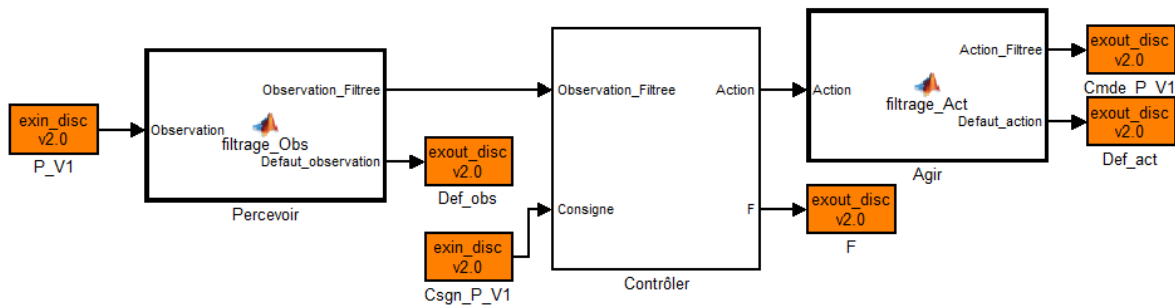 exin_disc
v2.0
P_V1
Observation
Observation_Filtree
filtrage_Obs
Defaut_observation
Percevoir
exout_disc
v2.0
Def_obs
exin_disc
v2.0
Csgn_P_V1
Observation_Filtree
Action
Consigne
F
Contrôler
exout_disc
v2.0
F
Action
Action_Filtree
filtrage_Act
Defaut_action
Agir
exout_disc
v2.0
Cmde_P_V1
exout_disc
v2.0
Def_act